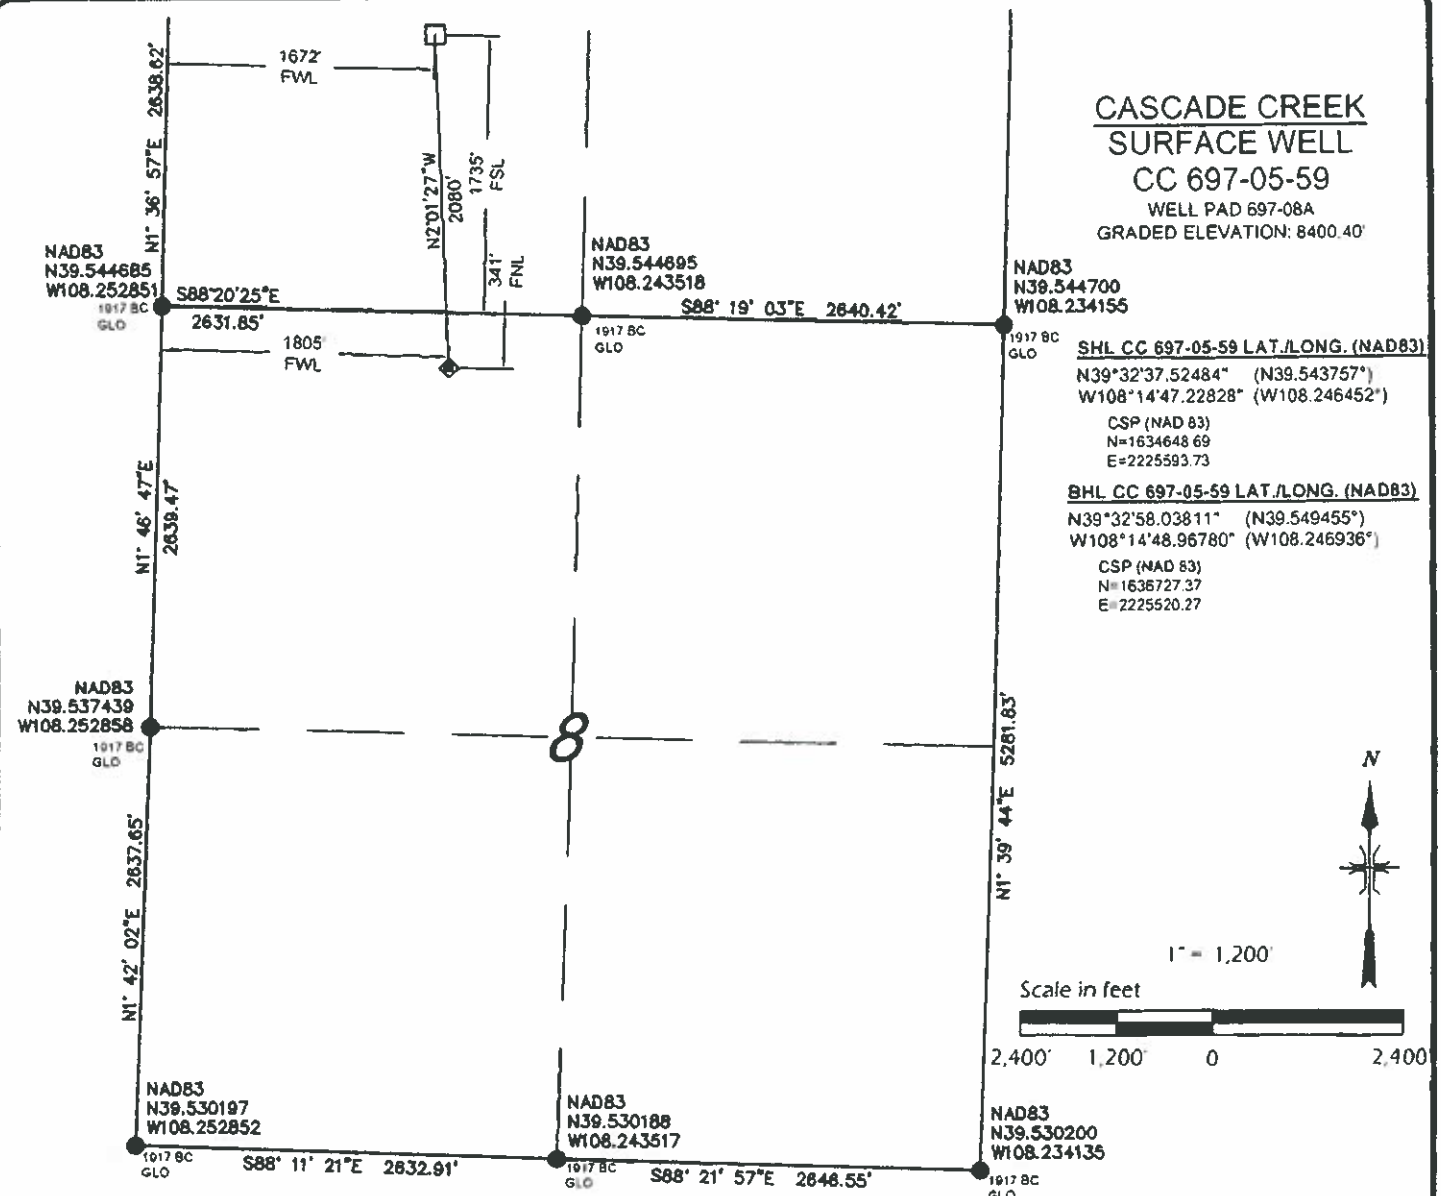 1672'
FWL
N1° 36' 57"E 2638.62'
N2°01'27"W
2080'
1735'
FSL
341'
FNL
CASCADE CREEK
SURFACE WELL
CC 697-05-59
WELL PAD 697-08A
GRADED ELEVATION: 8400.40'
NAD83
N39.544685
W108.252851
1917 BC
GLO
S88°20'25"E
2631.85'
NAD83
N39.544695
W108.243518
1917 BC
GLO
S88° 19' 03"E 2640.42'
NAD83
N39.544700
W108.234155
1917 BC
GLO
1805'
FWL
SHL CC 697-05-59 LAT./LONG. (NAD83)
N39°32'37.52484" (N39.543757°)
W108°14'47.22828" (W108.246452°)
CSP (NAD 83)
N=1634648.69
E=2225593.73
BHL CC 697-05-59 LAT./LONG. (NAD83)
N39°32'58.03811" (N39.549455°)
W108°14'48.96780" (W108.246936°)
CSP (NAD 83)
N=1636727.37
E=2225520.27
N1° 46' 47"E
2639.47'
NAD83
N39.537439
W108.252858
1917 BC
GLO
8
N1° 39' 44"E 5281.83'
N
N1° 42' 02"E 2637.65'
1" = 1,200'
Scale in feet
2,400' 1,200' 0 2,400'
NAD83
N39.530197
W108.252852
1917 BC
GLO
S88° 11' 21"E 2632.91'
NAD83
N39.530188
W108.243517
1917 BC
GLO
S88° 21' 57"E 2646.55'
NAD83
N39.530200
W108.234135
1917 BC
GLO